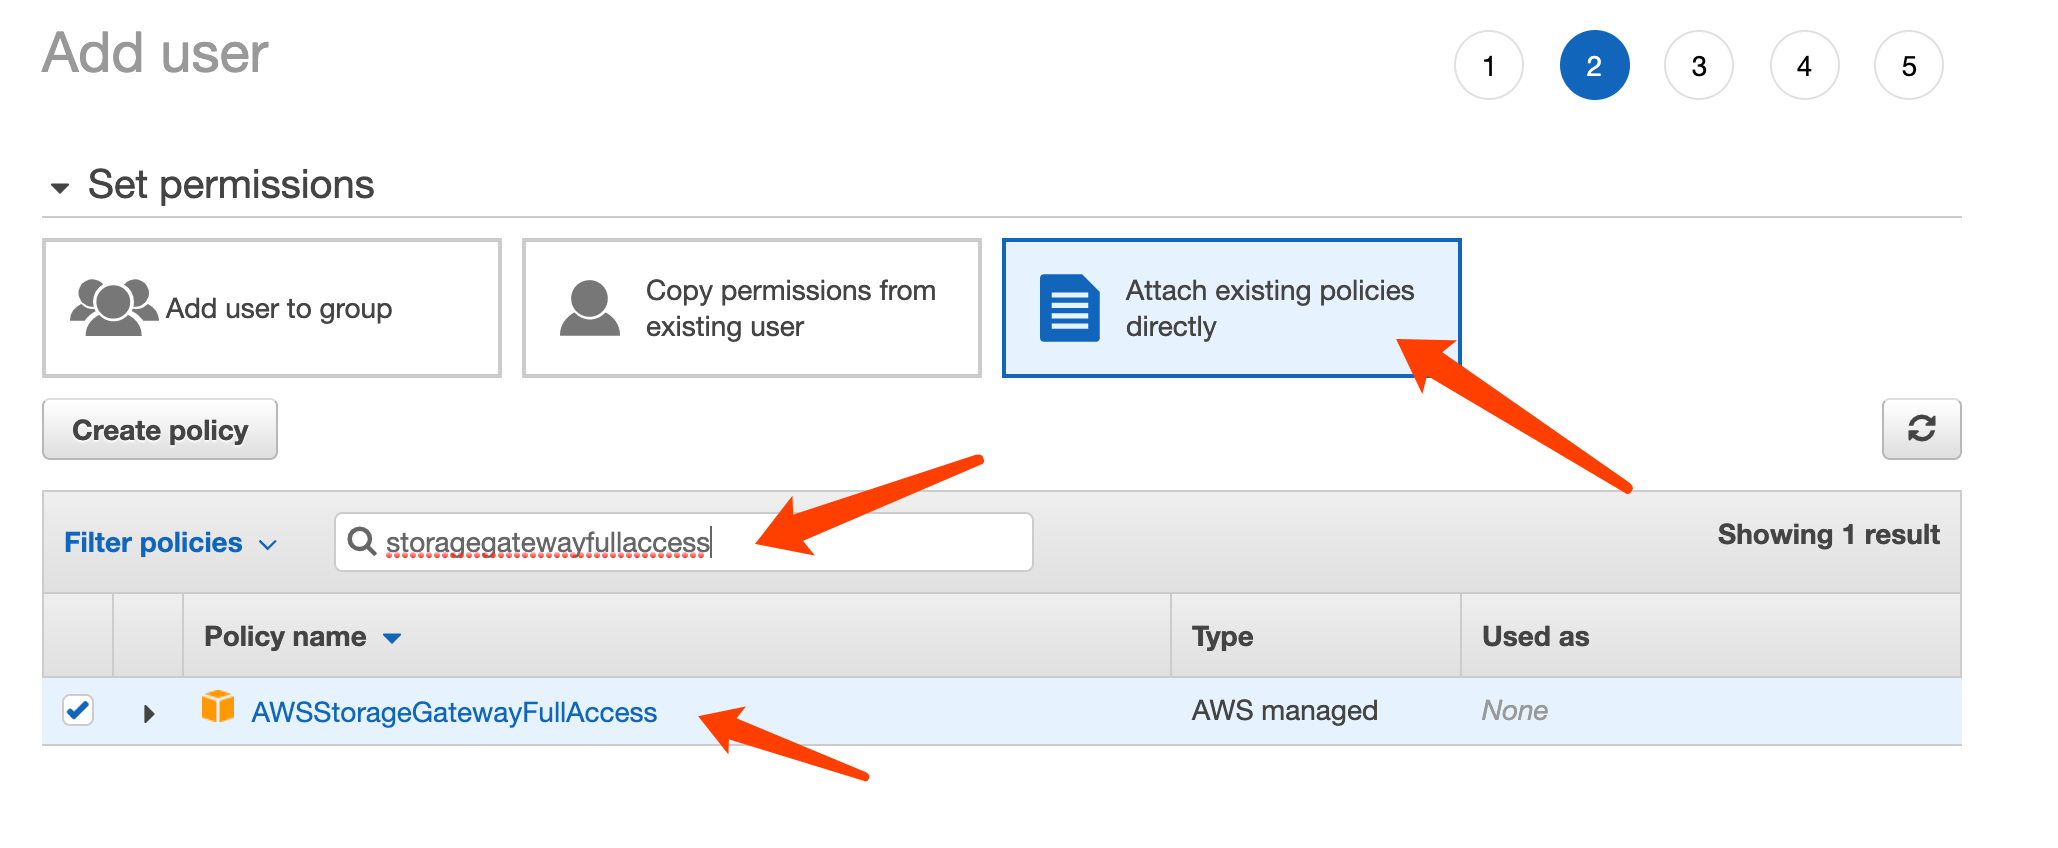 Add user
1 2 3 4 5
Set permissions
Add user to group
Copy permissions from
existing user
Attach existing policies
directly
Create policy
Filter policies
storagegatewayfullaccess
Showing 1 result
Policy name Type Used as
AWSStorageGatewayFullAccess AWS managed None